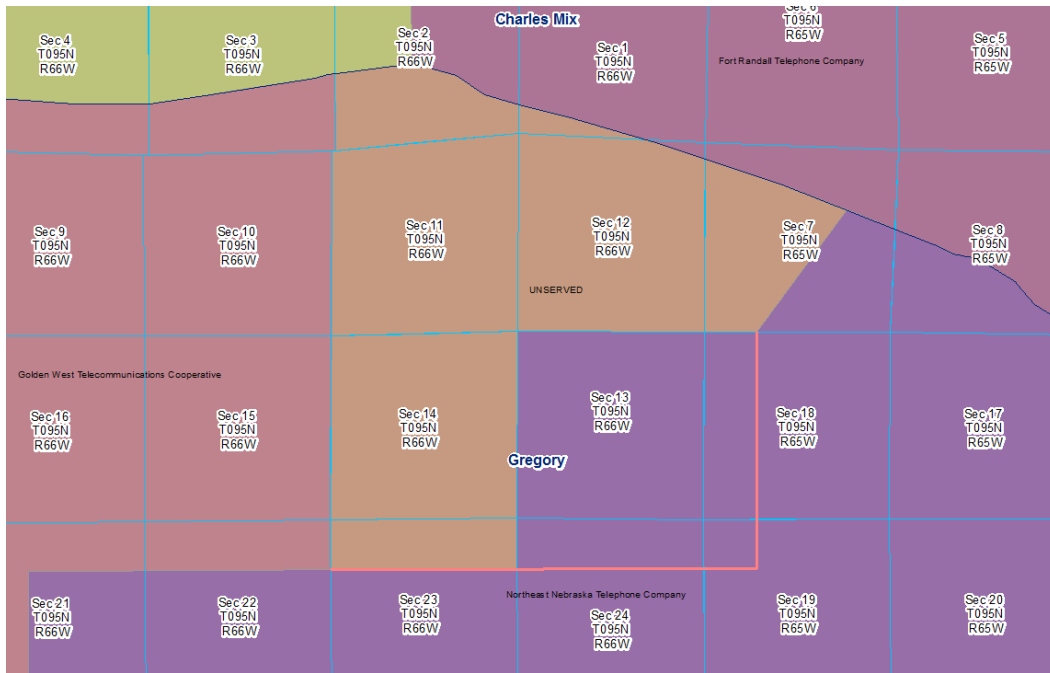 Charles Mix
Sec 4
T095N
R66W
Sec 3
T095N
R66W
Sec 2
T095N
R66W
Sec 1
T095N
R66W
Sec 6
T095N
R65W
Sec 5
T095N
R65W
Fort Randall Telephone Company
Sec 9
T095N
R66W
Sec 10
T095N
R66W
Sec 11
T095N
R66W
Sec 12
T095N
R66W
Sec 7
T095N
R65W
Sec 8
T095N
R65W
UNSERVED
Golden West Telecommunications Cooperative
Sec 16
T095N
R66W
Sec 15
T095N
R66W
Sec 14
T095N
R66W
Sec 13
T095N
R66W
Sec 18
T095N
R65W
Sec 17
T095N
R65W
Gregory
Northeast Nebraska Telephone Company
Sec 21
T095N
R66W
Sec 22
T095N
R66W
Sec 23
T095N
R66W
Sec 24
T095N
R66W
Sec 19
T095N
R65W
Sec 20
T095N
R65W